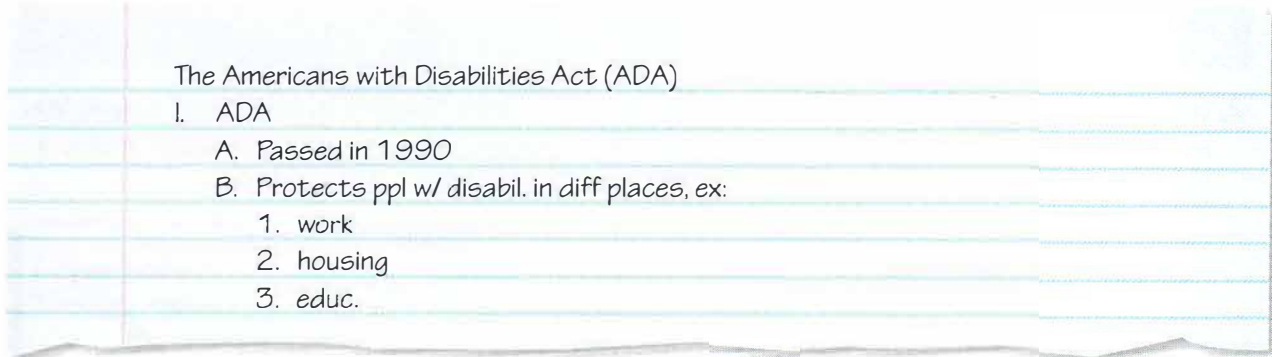 The Americans with Disabilities Act (ADA)
I. ADA
A. Passed in 1990
B. Protects ppl w/ disabil. in diff places, ex:
1. work
2. housing
3. educ.